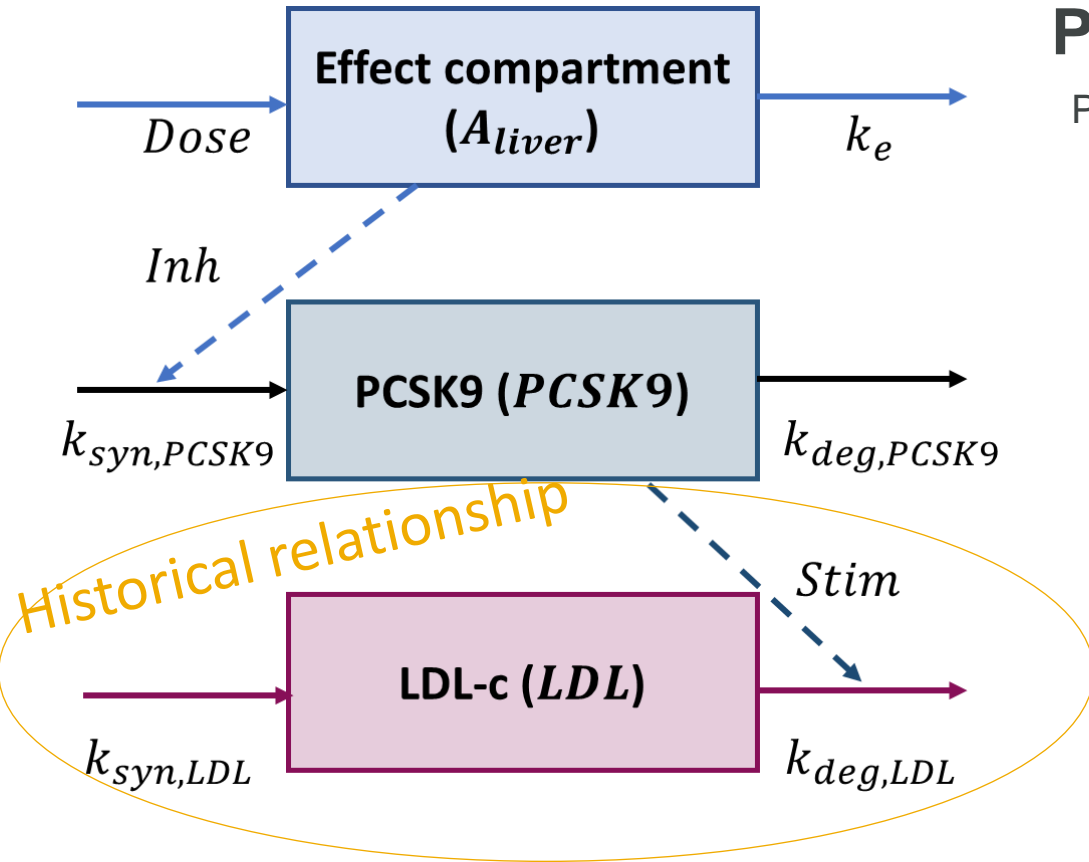 P
Effect compartment
(A_liver)
Dose
k_e
P
Inh
PCSK9 (PCSK9)
k_syn,PCSK9
k_deg,PCSK9
Historical relationship
Stim
LDL-c (LDL)
k_syn,LDL
k_deg,LDL